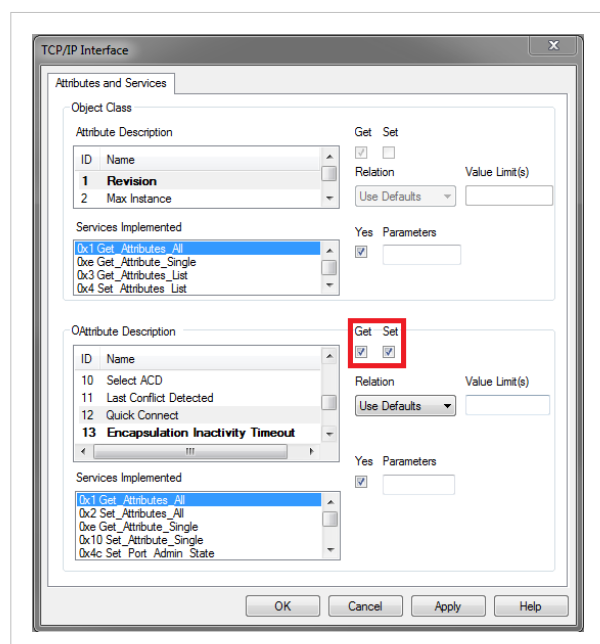 TCP/IP Interface
x
Attributes and Services
Object Class
Attribute Description
Get Set
ID Name
1 Revision
2 Max Instance
Relation Value Limit(s)
Use Defaults
Services Implemented
Yes Parameters
0x1 Get_Attributes_All
0xe Get_Attribute_Single
0x3 Get_Attributes_List
0x4 Set_Attributes_List
OAttribute Description
Get Set
ID Name
10 Select ACD
11 Last Conflict Detected
12 Quick Connect
13 Encapsulation Inactivity Timeout
Relation Value Limit(s)
Use Defaults
Yes Parameters
Services Implemented
0x1 Get_Attributes_All
0x2 Set_Attributes_All
0xe Get_Attribute_Single
0x10 Set_Attribute_Single
0x4c Set_Port_Admin_State
OK Cancel Apply Help